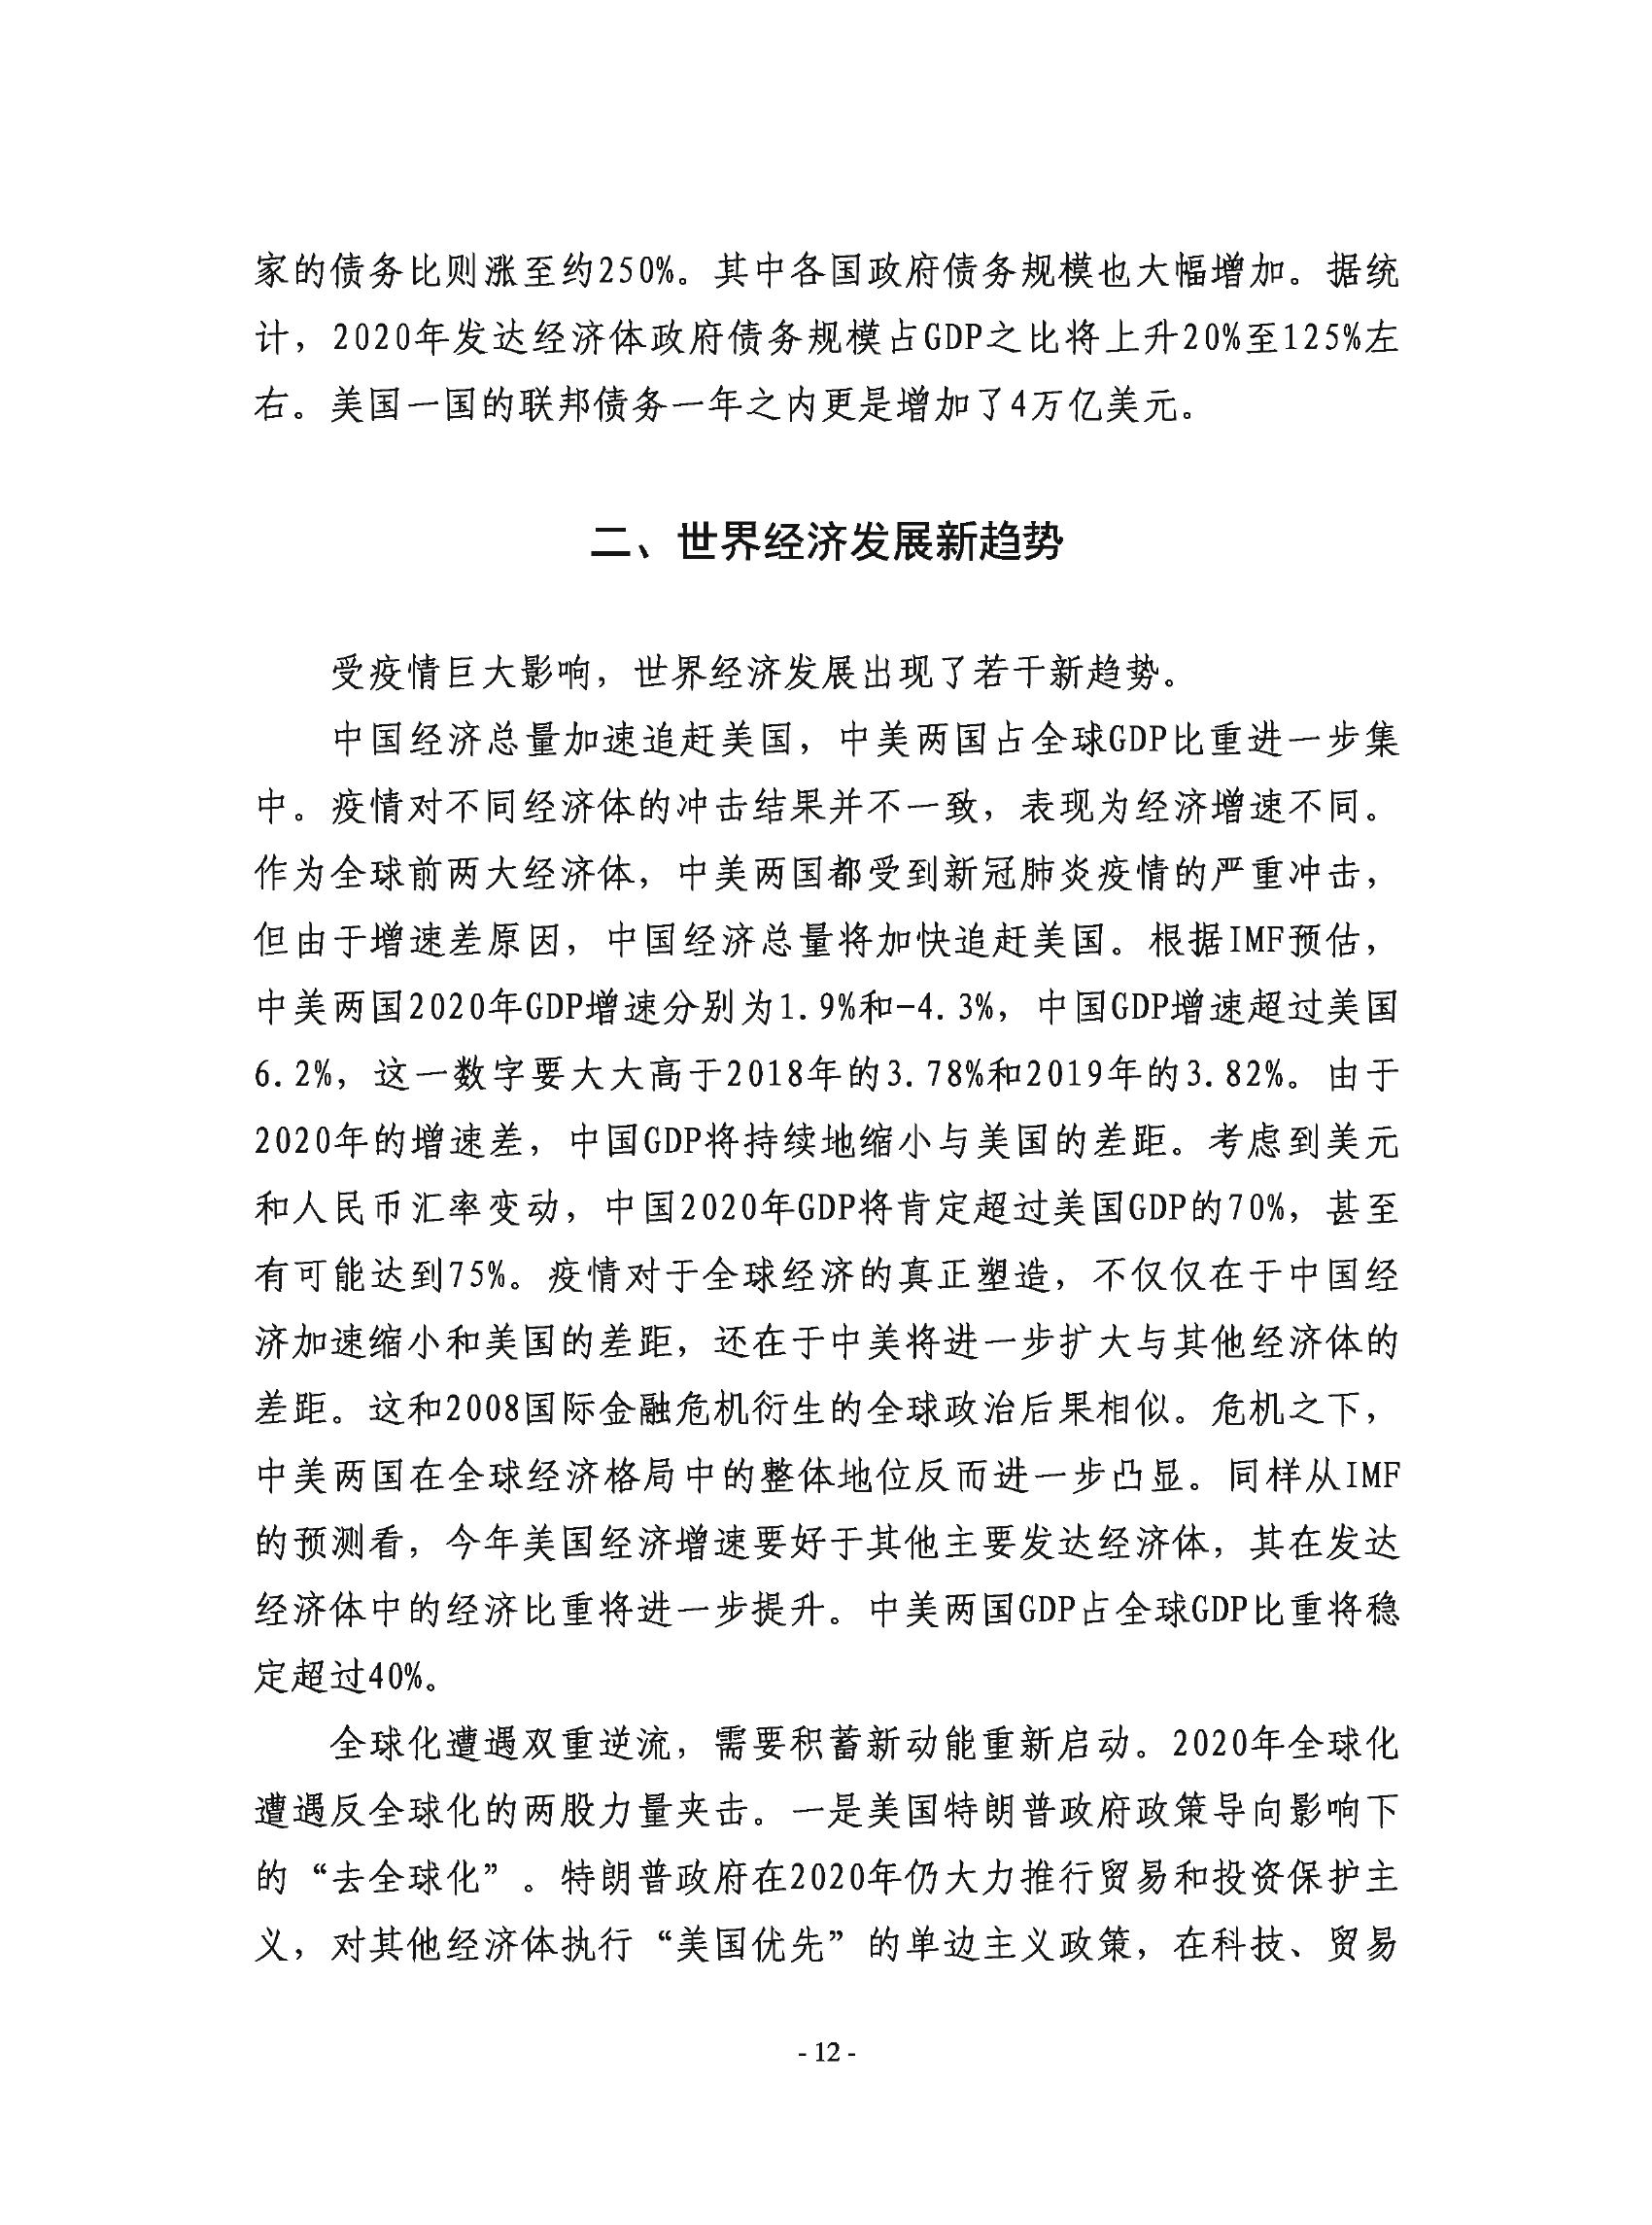 家的债务比则涨至约250%。其中各国政府债务规模也大幅增加。据统
计，2020年发达经济体政府债务规模占GDP之比将上升20%至125%左
右。美国一国的联邦债务一年之内更是增加了4万亿美元。
二、世界经济发展新趋势
受疫情巨大影响，世界经济发展出现了若干新趋势。
中国经济总量加速追赶美国，中美两国占全球GDP比重进一步集
中。疫情对不同经济体的冲击结果并不一致，表现为经济增速不同。
作为全球前两大经济体，中美两国都受到新冠肺炎疫情的严重冲击，
但由于增速差原因，中国经济总量将加快追赶美国。根据IMF预估，
中美两国2020年GDP增速分别为1.9%和-4.3%，中国GDP增速超过美国
6.2%，这一数字要大大高于2018年的3.78%和2019年的3.82%。由于
2020年的增速差，中国GDP将持续地缩小与美国的差距。考虑到美元
和人民币汇率变动，中国2020年GDP将肯定超过美国GDP的70%，甚至
有可能达到75%。疫情对于全球经济的真正塑造，不仅仅在于中国经
济加速缩小和美国的差距，还在于中美将进一步扩大与其他经济体的
差距。这和2008国际金融危机衍生的全球政治后果相似。危机之下，
中美两国在全球经济格局中的整体地位反而进一步凸显。同样从IMF
的预测看，今年美国经济增速要好于其他主要发达经济体，其在发达
经济体中的经济比重将进一步提升。中美两国GDP占全球GDP比重将稳
定超过40%。
全球化遭遇双重逆流，需要积蓄新动能重新启动。2020年全球化
遭遇反全球化的两股力量夹击。一是美国特朗普政府政策导向影响下
的“去全球化”。特朗普政府在2020年仍大力推行贸易和投资保护主
义，对其他经济体执行“美国优先”的单边主义政策，在科技、贸易
- 12 -